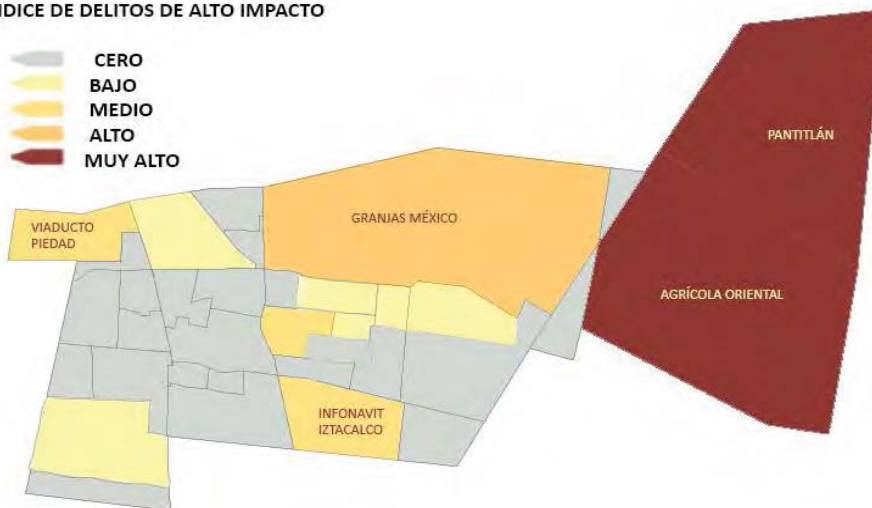 NDICE DE DELITOS DE ALTO IMPACTO
CERO
BAJO
MEDIO
ALTO
MUY ALTO
PANTITLÁN
GRANJAS MÉXICO
VIADUCTO
PIEDAD
AGRÍCOLA ORIENTAL
INFONAVIT
IZTACALCO